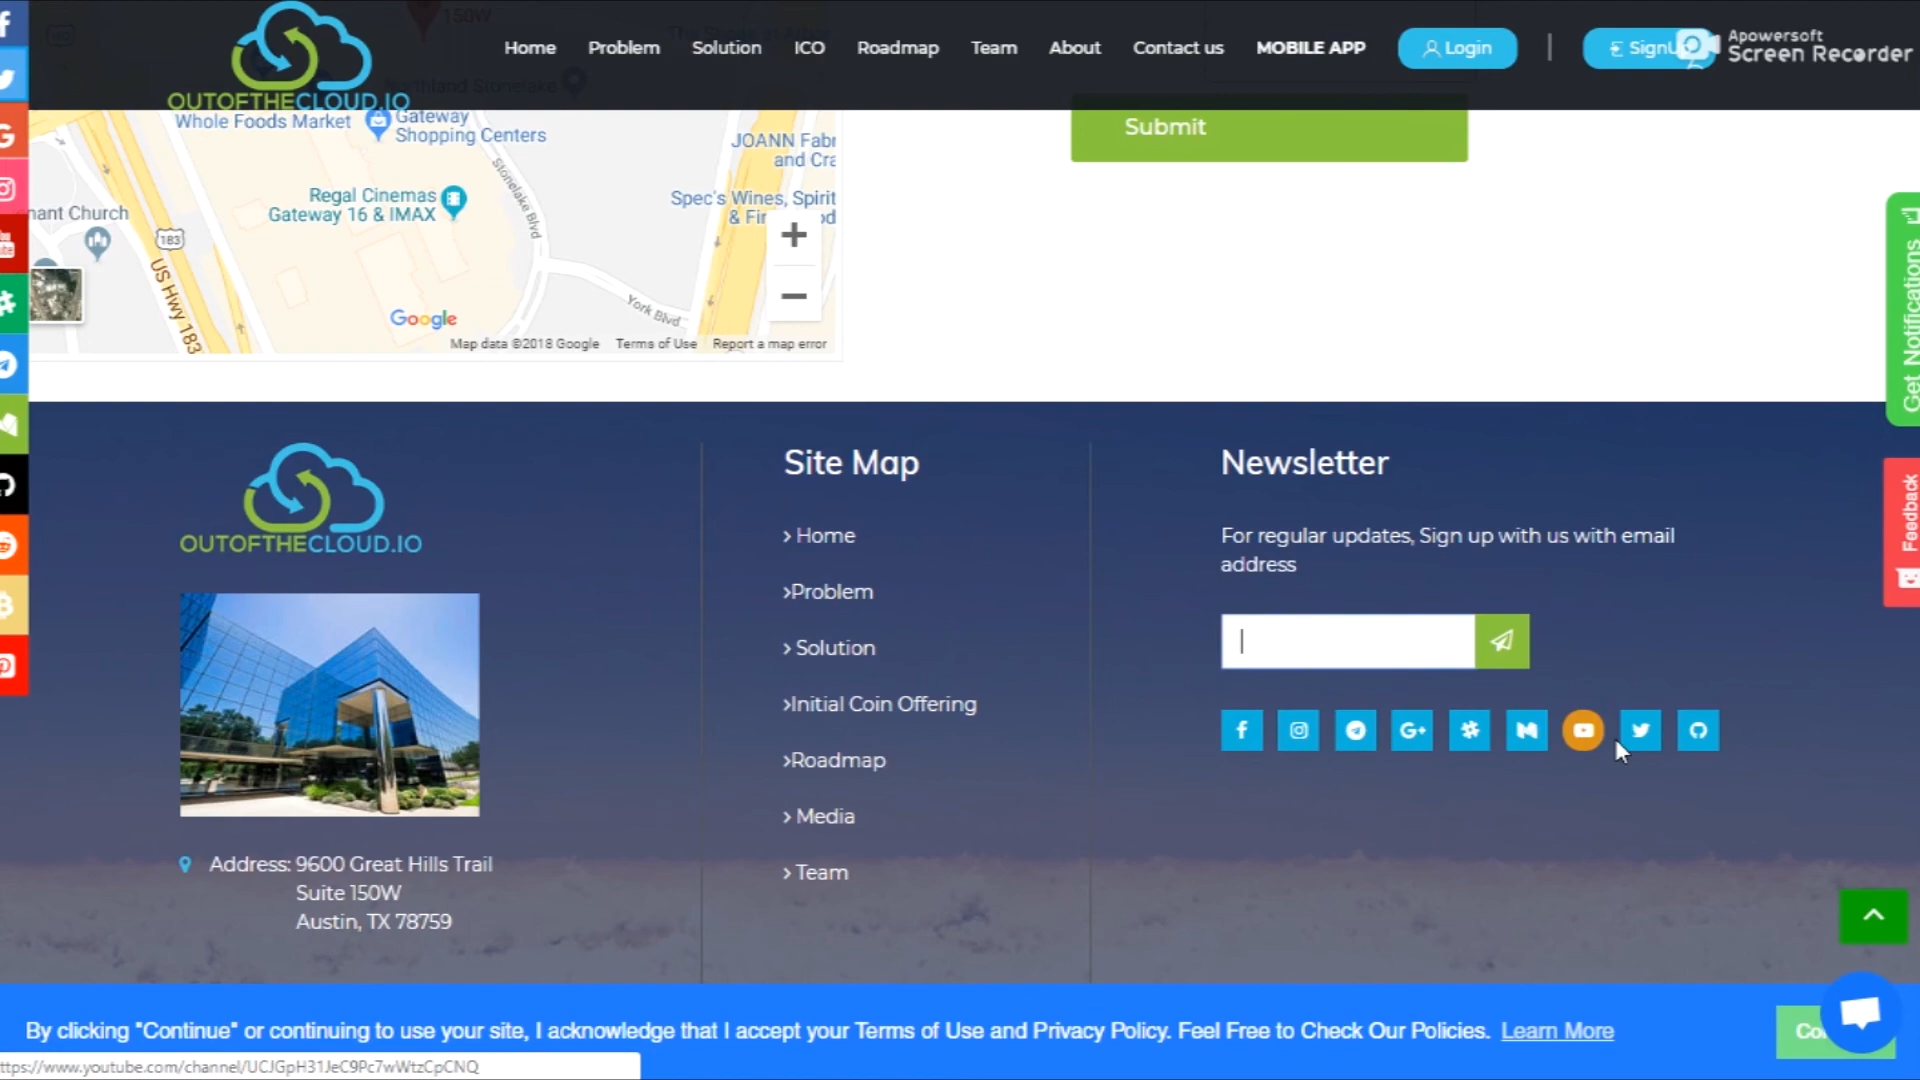 150W
Home
Problem
Solution
ICO
Roadmap
Team
About
Contact us
MOBILE APP
Login
Apowersoft
Screen Recorder
OUTOFTHECLOUD.IO
Whole Foods Market
Gateway
Shopping Centers
Submit
JOANN Fabr
and Cra
Regal Cinemas
Gateway 16 & IMAX
Spec's Wines, Spirit
Stonelake Blvd
nant Church
183
US Hwy 183
York Blvd
Google
Map data ©2018 Google
Terms of Use
Report a map error
Get Notifications
Feedback
OUTOFTHECLOUD.IO
Site Map
> Home
>Problem
> Solution
>Initial Coin Offering
>Roadmap
> Media
> Team
Newsletter
For regular updates, Sign up with us with email
address
Address: 9600 Great Hills Trail
Suite 150W
Austin, TX 78759
By clicking "Continue" or continuing to use your site, I acknowledge that I accept your Terms of Use and Privacy Policy. Feel Free to Check Our Policies. Learn More
ttps://www.youtube.com/channel/UCJGpH31JeC9Pc7wWtzCpCNQ